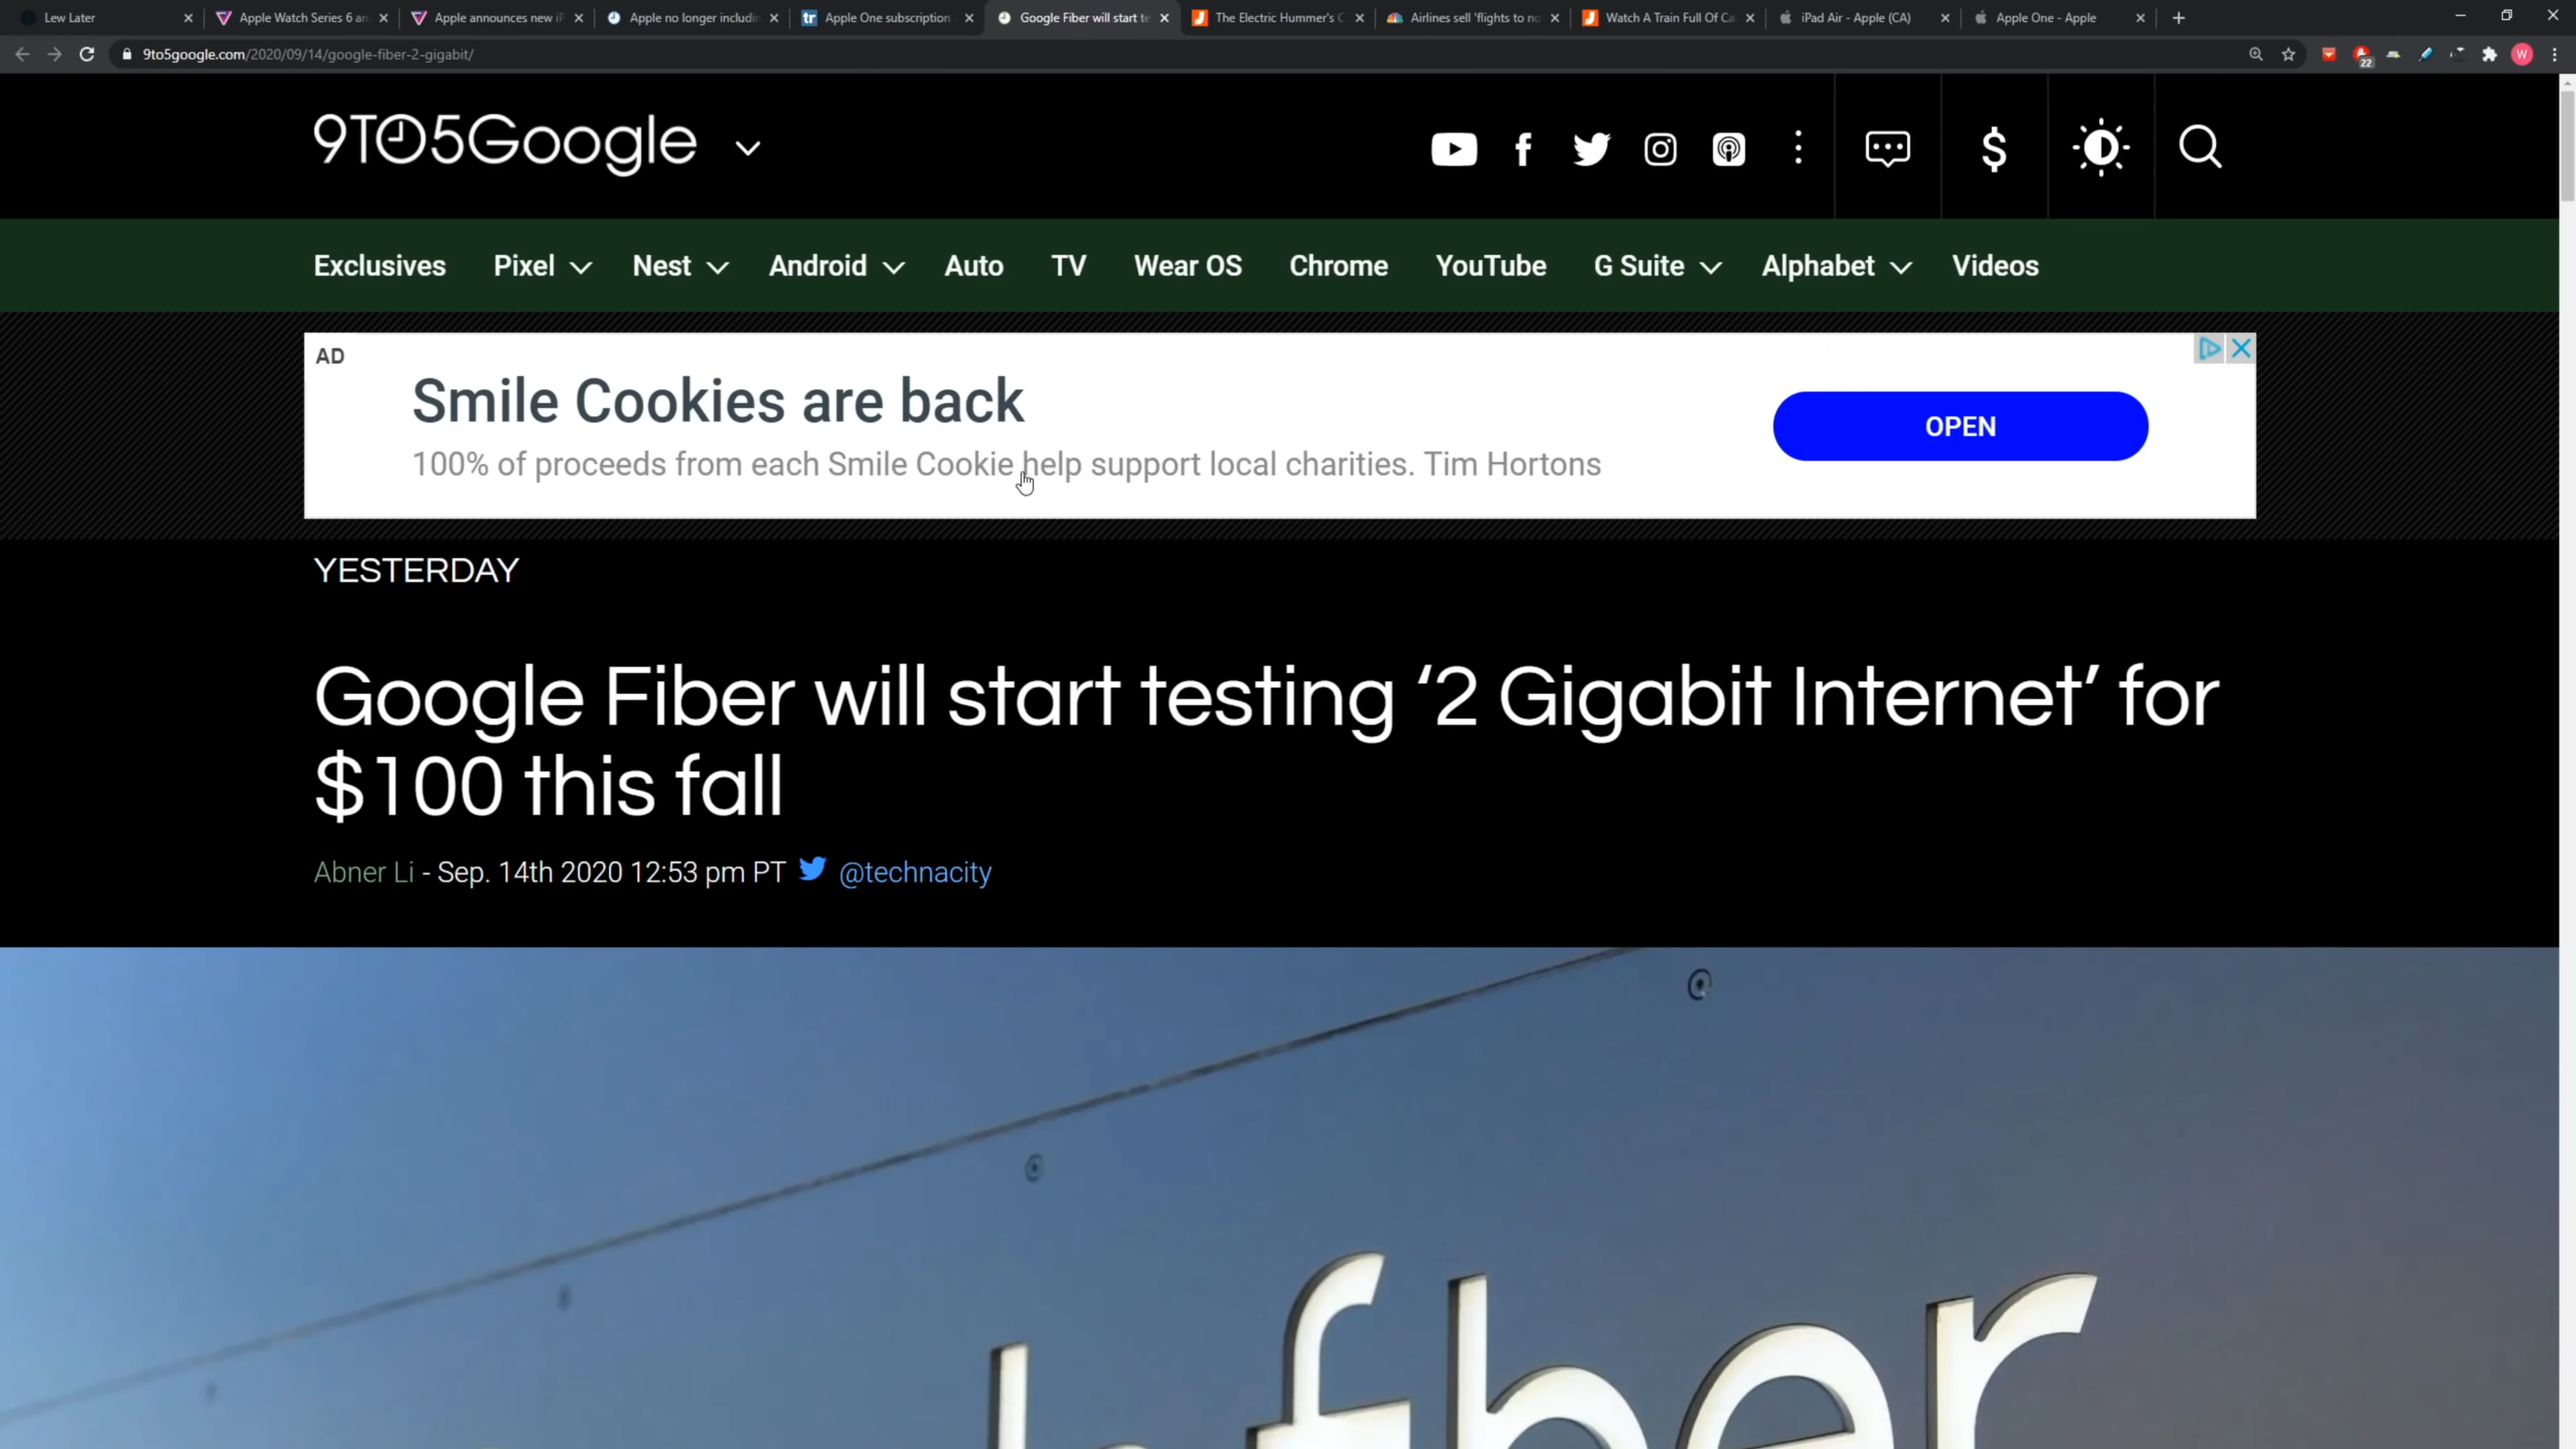 Lew Later
Apple Watch Series 6 an
Apple announces new iP
Apple no longer includin
Apple One subscription
Google Fiber will start te
The Electric Hummer's C
Airlines sell 'flights to no
Watch A Train Full Of Ca
iPad Air - Apple (CA)
Apple One - Apple
9to5google.com/2020/09/14/google-fiber-2-gigabit/
22
W
9TO5Google
Exclusives Pixel Nest Android Auto TV Wear OS Chrome YouTube G Suite Alphabet Videos
AD
Smile Cookies are back
100% of proceeds from each Smile Cookie help support local charities. Tim Hortons
OPEN
YESTERDAY
Google Fiber will start testing ‘2 Gigabit Internet’ for
$100 this fall
Abner Li - Sep. 14th 2020 12:53 pm PT @technacity
fiber